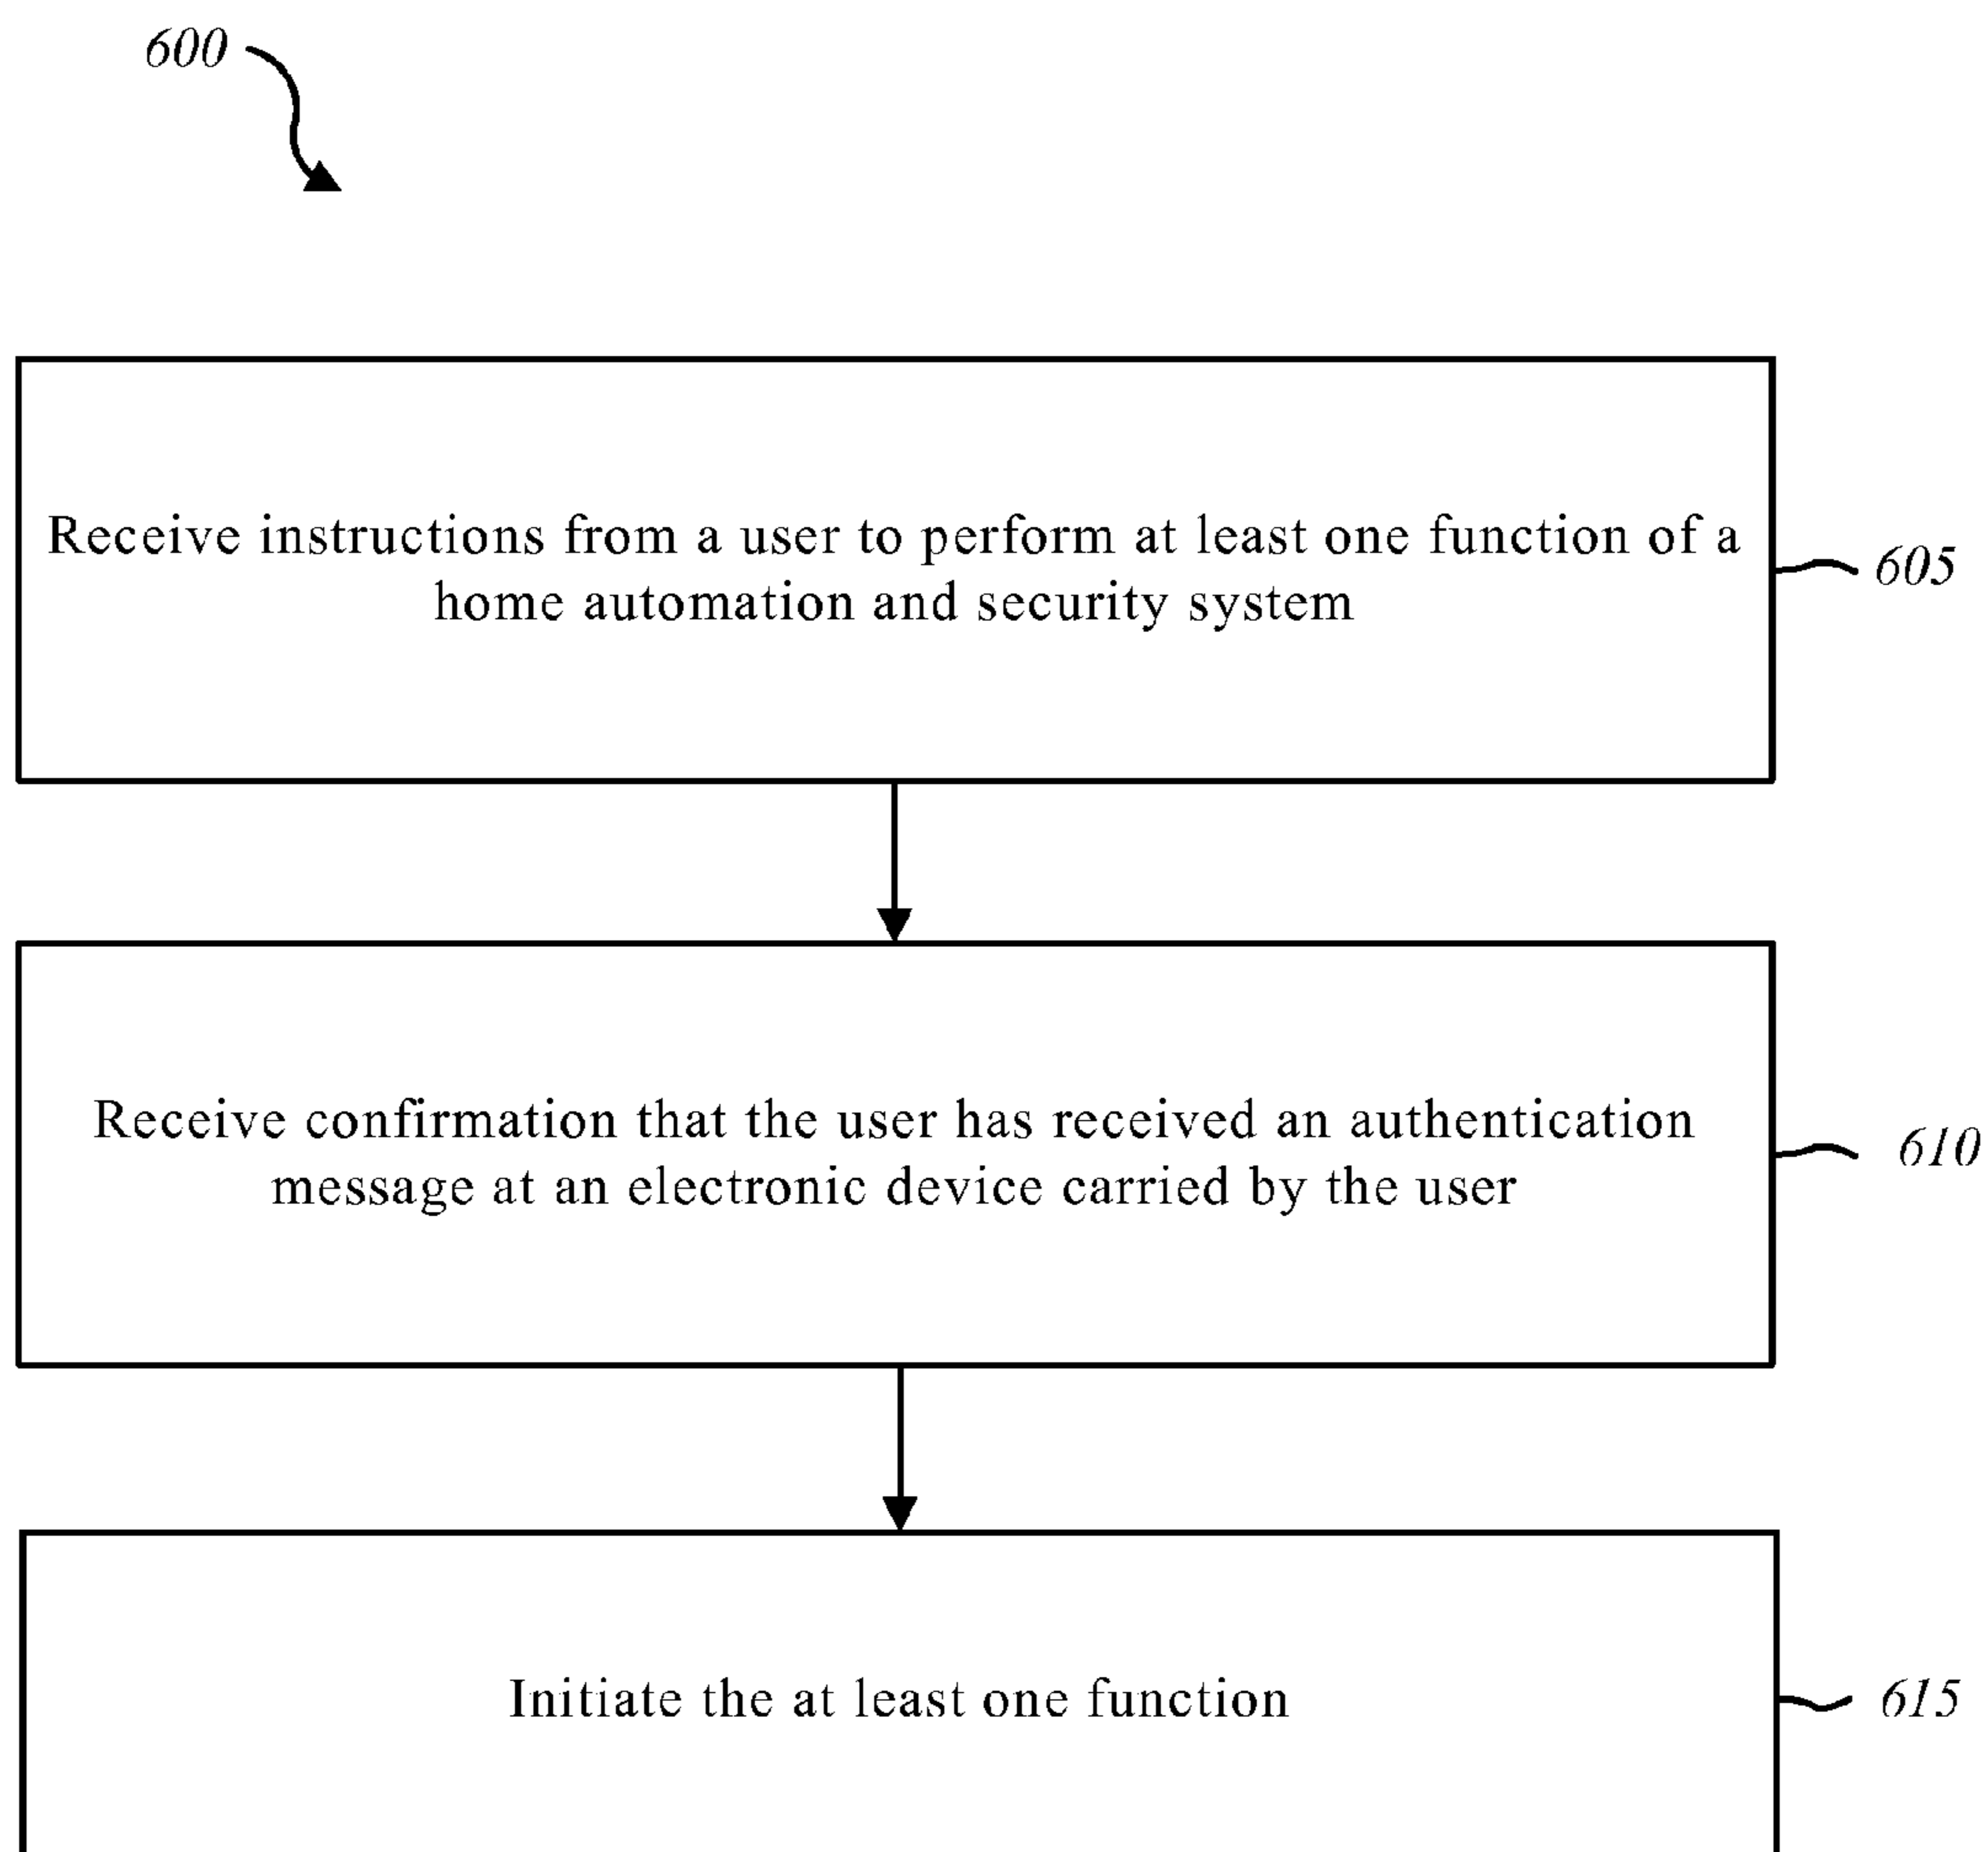 600
Receive instructions from a user to perform at least one function of a
home automation and security system
605
Receive confirmation that the user has received an authentication
message at an electronic device carried by the user
610
Initiate the at least one function
615